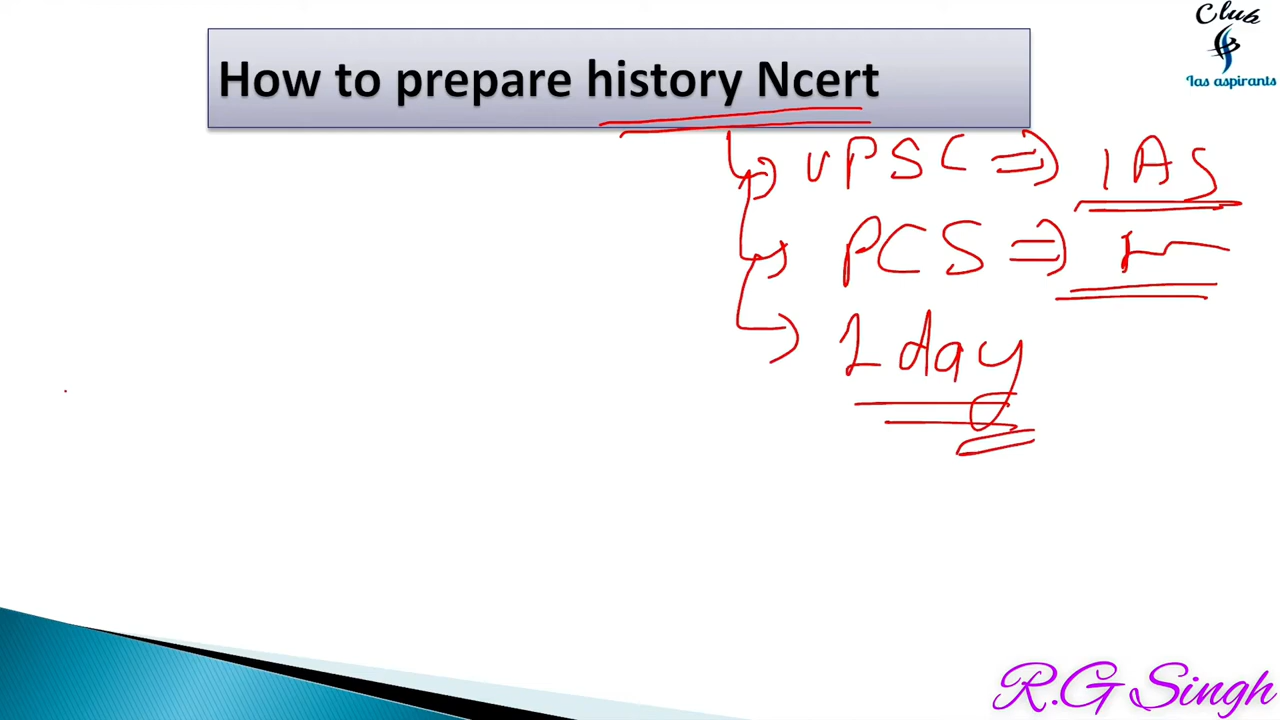 Club
Ias aspirants
How to prepare history Ncert
UPSC ⇒ IAS
PCS ⇒
1 day
R.G Singh